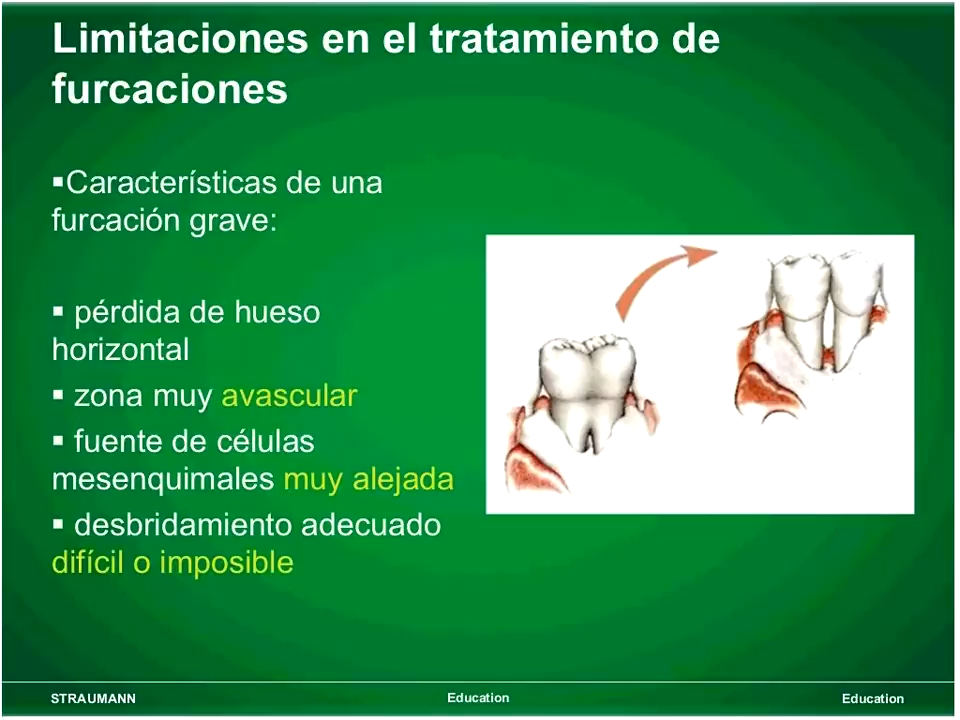 Limitaciones en el tratamiento de
furcaciones
▪Características de una
furcación grave:
▪ pérdida de hueso
horizontal
▪ zona muy avascular
▪ fuente de células
mesenquimales muy alejada
▪ desbridamiento adecuado
difícil o imposible
STRAUMANN
Education
Education